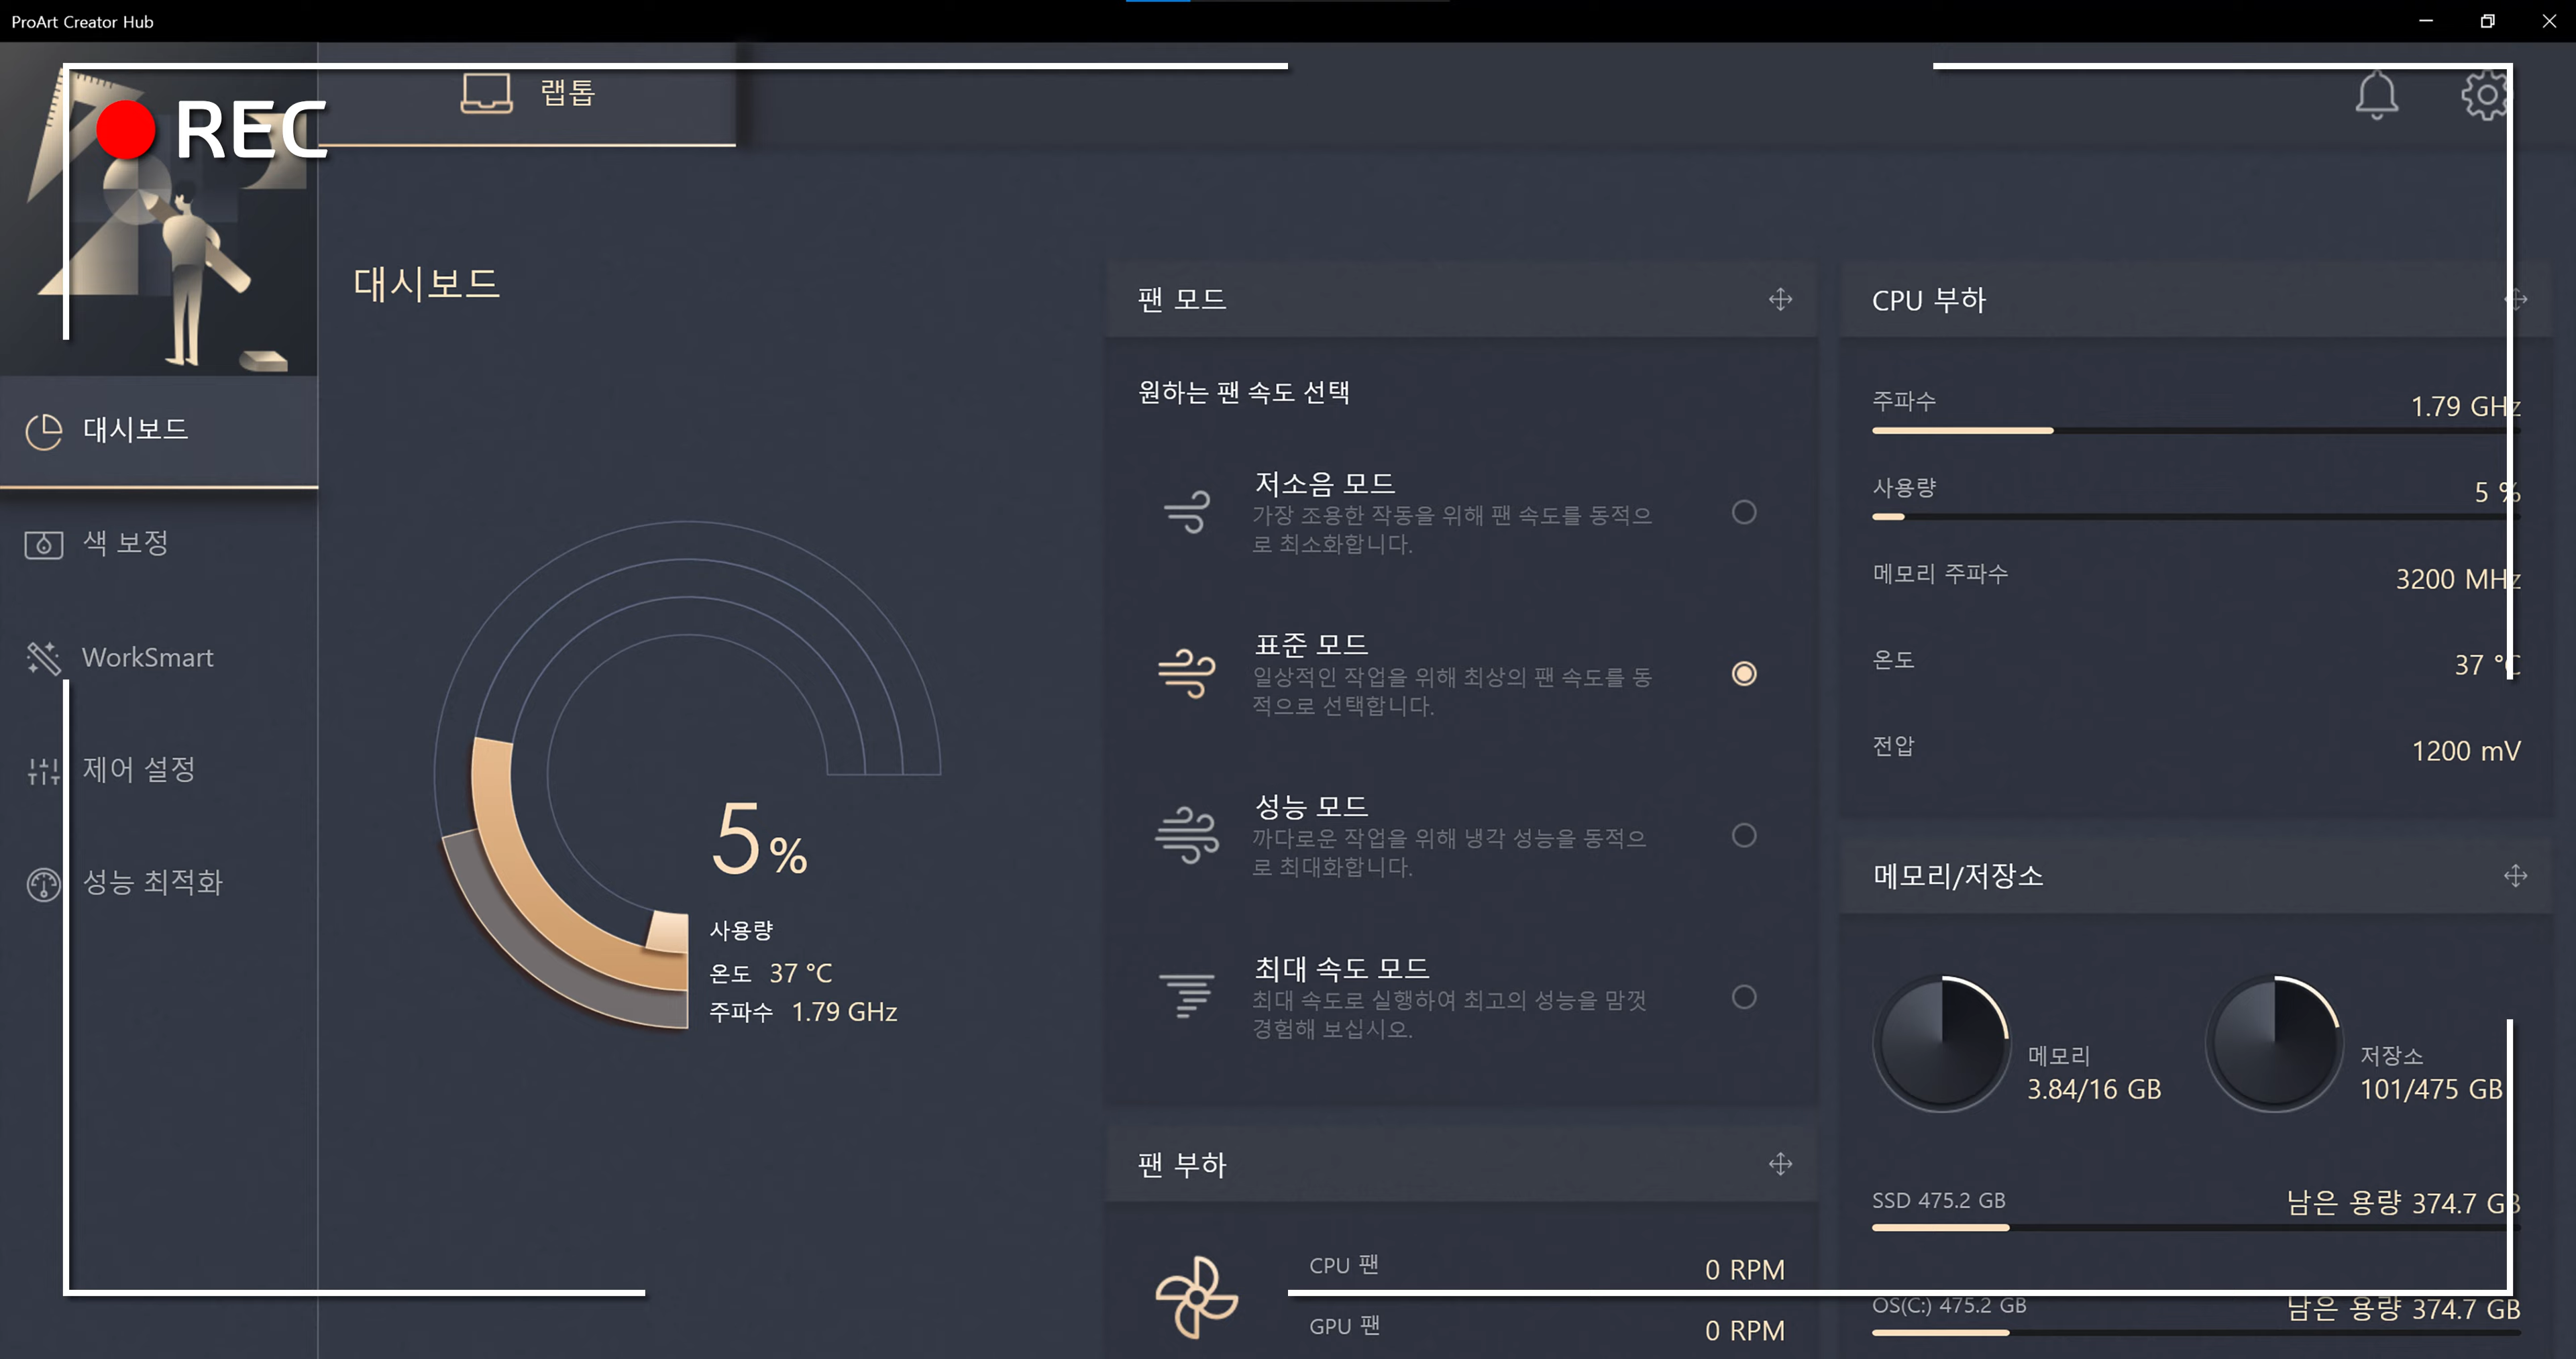 ProArt Creator Hub
REC
랩톱
대시보드
대시보드
색 보정
WorkSmart
제어 설정
성능 최적화
5%
사용량
온도 37 °C
주파수 1.79 GHz
팬 모드
원하는 팬 속도 선택
저소음 모드
가장 조용한 작동을 위해 팬 속도를 동적으
로 최소화합니다.
표준 모드
일상적인 작업을 위해 최상의 팬 속도를 동
적으로 선택합니다.
성능 모드
까다로운 작업을 위해 냉각 성능을 동적으
로 최대화합니다.
최대 속도 모드
최대 속도로 실행하여 최고의 성능을 맘껏
경험해 보십시오.
팬 부하
CPU 팬 0 RPM
GPU 팬 0 RPM
CPU 부하
주파수 1.79 GHz
사용량 5 %
메모리 주파수 3200 MHz
온도 37 °C
전압 1200 mV
메모리/저장소
메모리
3.84/16 GB
저장소
101/475 GB
SSD 475.2 GB 남은 용량 374.7 GB
OS(C:) 475.2 GB 남은 용량 374.7 GB